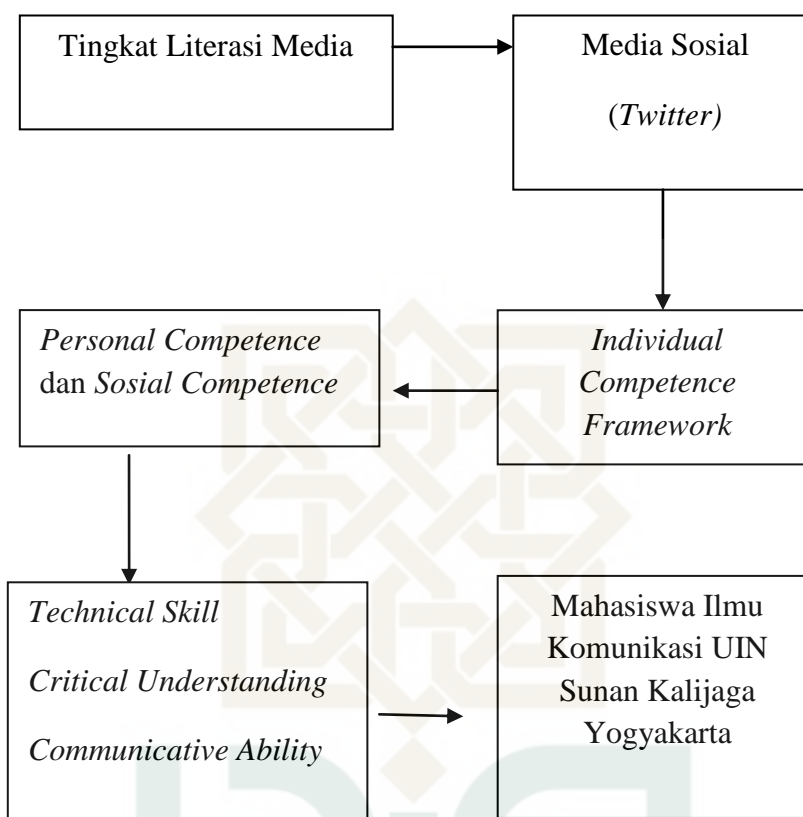 Tingkat Literasi Media
Media Sosial
(Twitter)
Individual
Competence
Framework
Personal Competence
dan Sosial Competence
Technical Skill
Critical Understanding
Communicative Ability
Mahasiswa Ilmu
Komunikasi UIN
Sunan Kalijaga
Yogyakarta